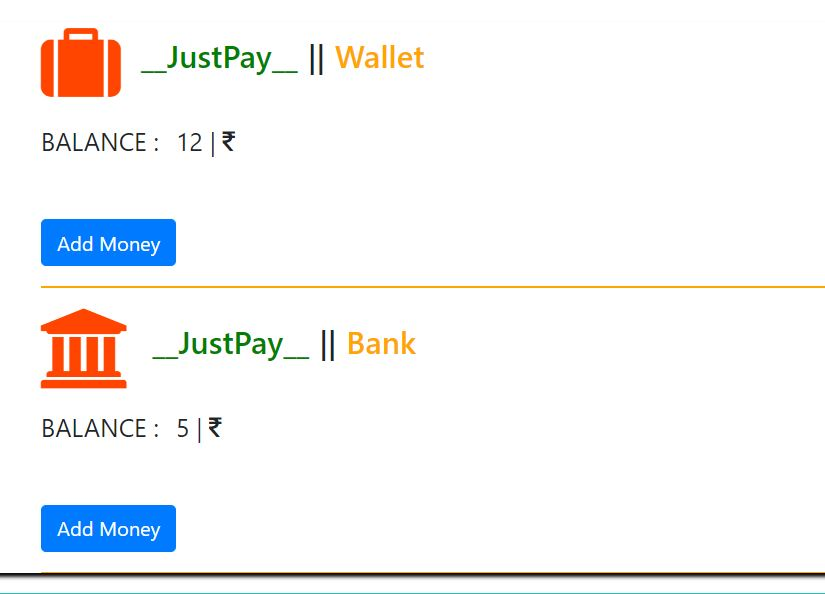 __JustPay__ || Wallet
BALANCE : 12 | ₹
Add Money
__JustPay__ || Bank
BALANCE : 5 | ₹
Add Money